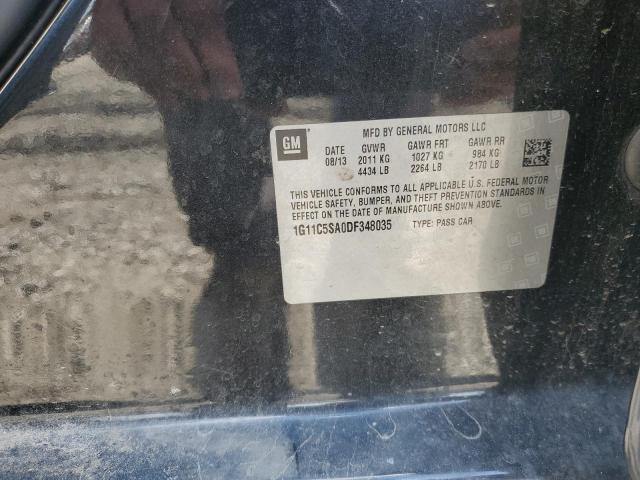 GM
MFD BY GENERAL MOTORS LLC
DATE GVWR GAWR FRT GAWR RR
08/13 2011 KG 1027 KG 984 KG
4434 LB 2264 LB 2170 LB
THIS VEHICLE CONFORMS TO ALL APPLICABLE U.S. FEDERAL MOTOR
VEHICLE SAFETY, BUMPER, AND THEFT PREVENTION STANDARDS IN
EFFECT ON THE DATE OF MANUFACTURE SHOWN ABOVE.
1G11C5SA0DF348035 TYPE: PASS CAR